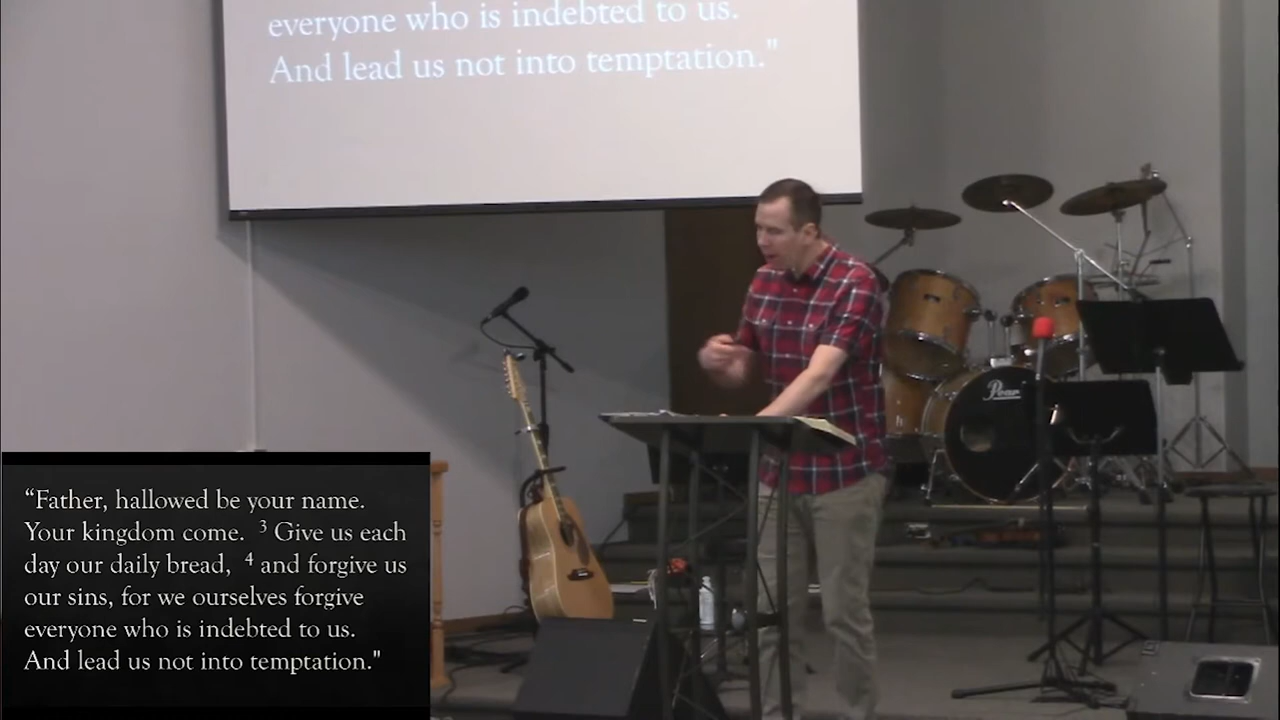 everyone who is indebted to us.
And lead us not into temptation."
Pearl
“Father, hallowed be your name.
Your kingdom come. 3 Give us each
day our daily bread, 4 and forgive us
our sins, for we ourselves forgive
everyone who is indebted to us.
And lead us not into temptation."